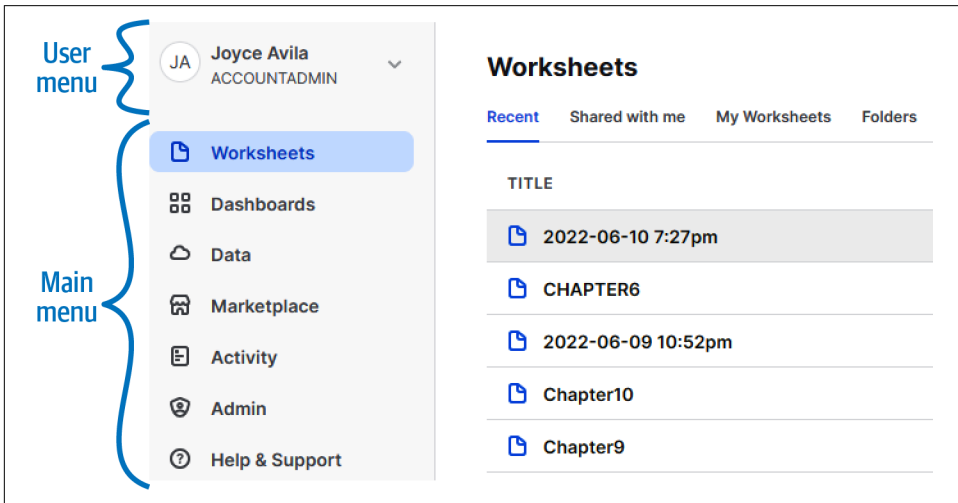 User
menu
JA
Joyce Avila
ACCOUNTADMIN
Main
menu
Worksheets
Dashboards
Data
Marketplace
Activity
Admin
Help & Support
Worksheets
Recent Shared with me My Worksheets Folders
TITLE
2022-06-10 7:27pm
CHAPTER6
2022-06-09 10:52pm
Chapter10
Chapter9